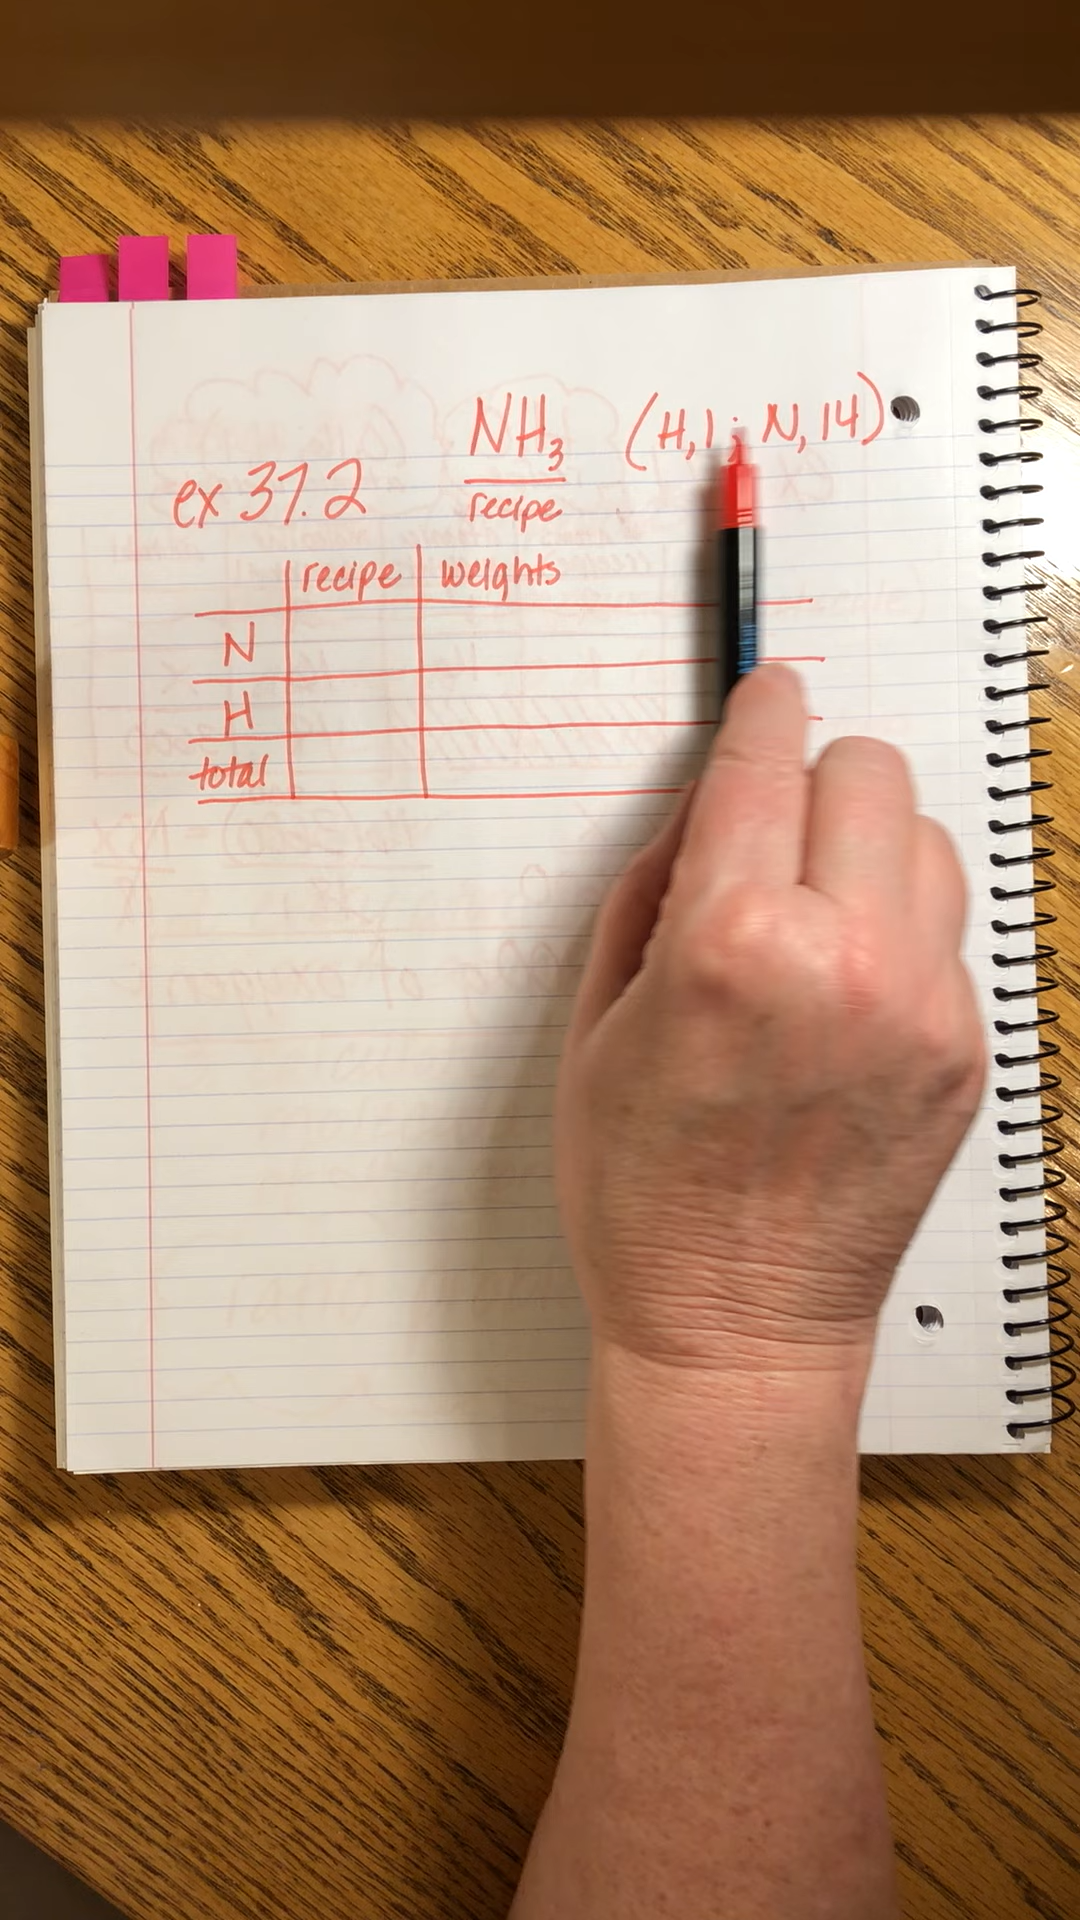 NH₃ (H,1; N,14)
ex 37.2 recipe
recipe weights
N
H
total